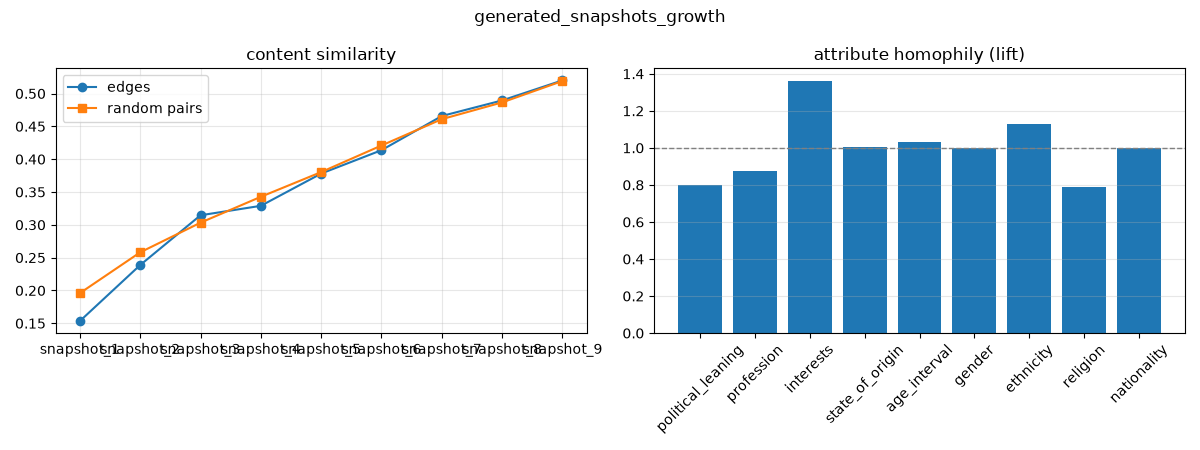 generated_snapshots_growth
content similarity
edges
random pairs
0.50
0.45
0.40
0.35
0.30
0.25
0.20
0.15
snapshot_1
snapshot_2
snapshot_3
snapshot_4
snapshot_5
snapshot_6
snapshot_7
snapshot_8
snapshot_9
attribute homophily (lift)
1.4
1.2
1.0
0.8
0.6
0.4
0.2
0.0
political_leaning
profession
interests
state_of_origin
age_interval
gender
ethnicity
religion
nationality